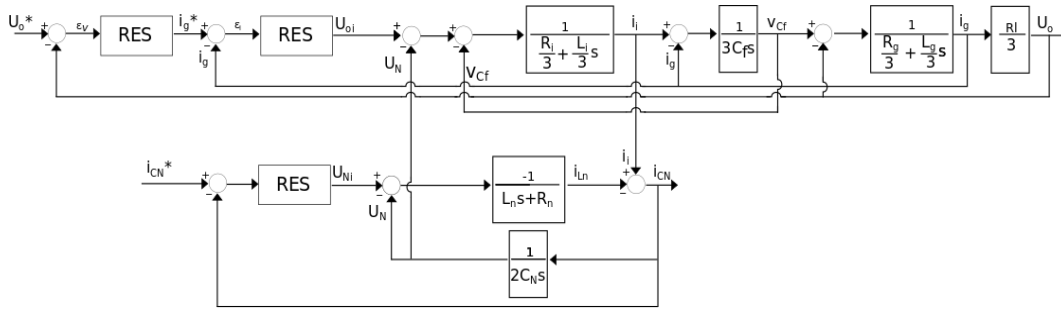 U_o* + − ε_v RES i_g* + − ε_i RES U_oi + − + − 1 i_i + − 1 v_Cf + − 1 i_g Rl U_o
R_i/3 + L_i/3 s 3C_f s R_g/3 + L_g/3 s 3
i_g U_N v_Cf i_g
i_CN* + − RES U_Ni + − -1 i_Ln i_i + − i_CN
L_n s+R_n
U_N
1
2C_N s